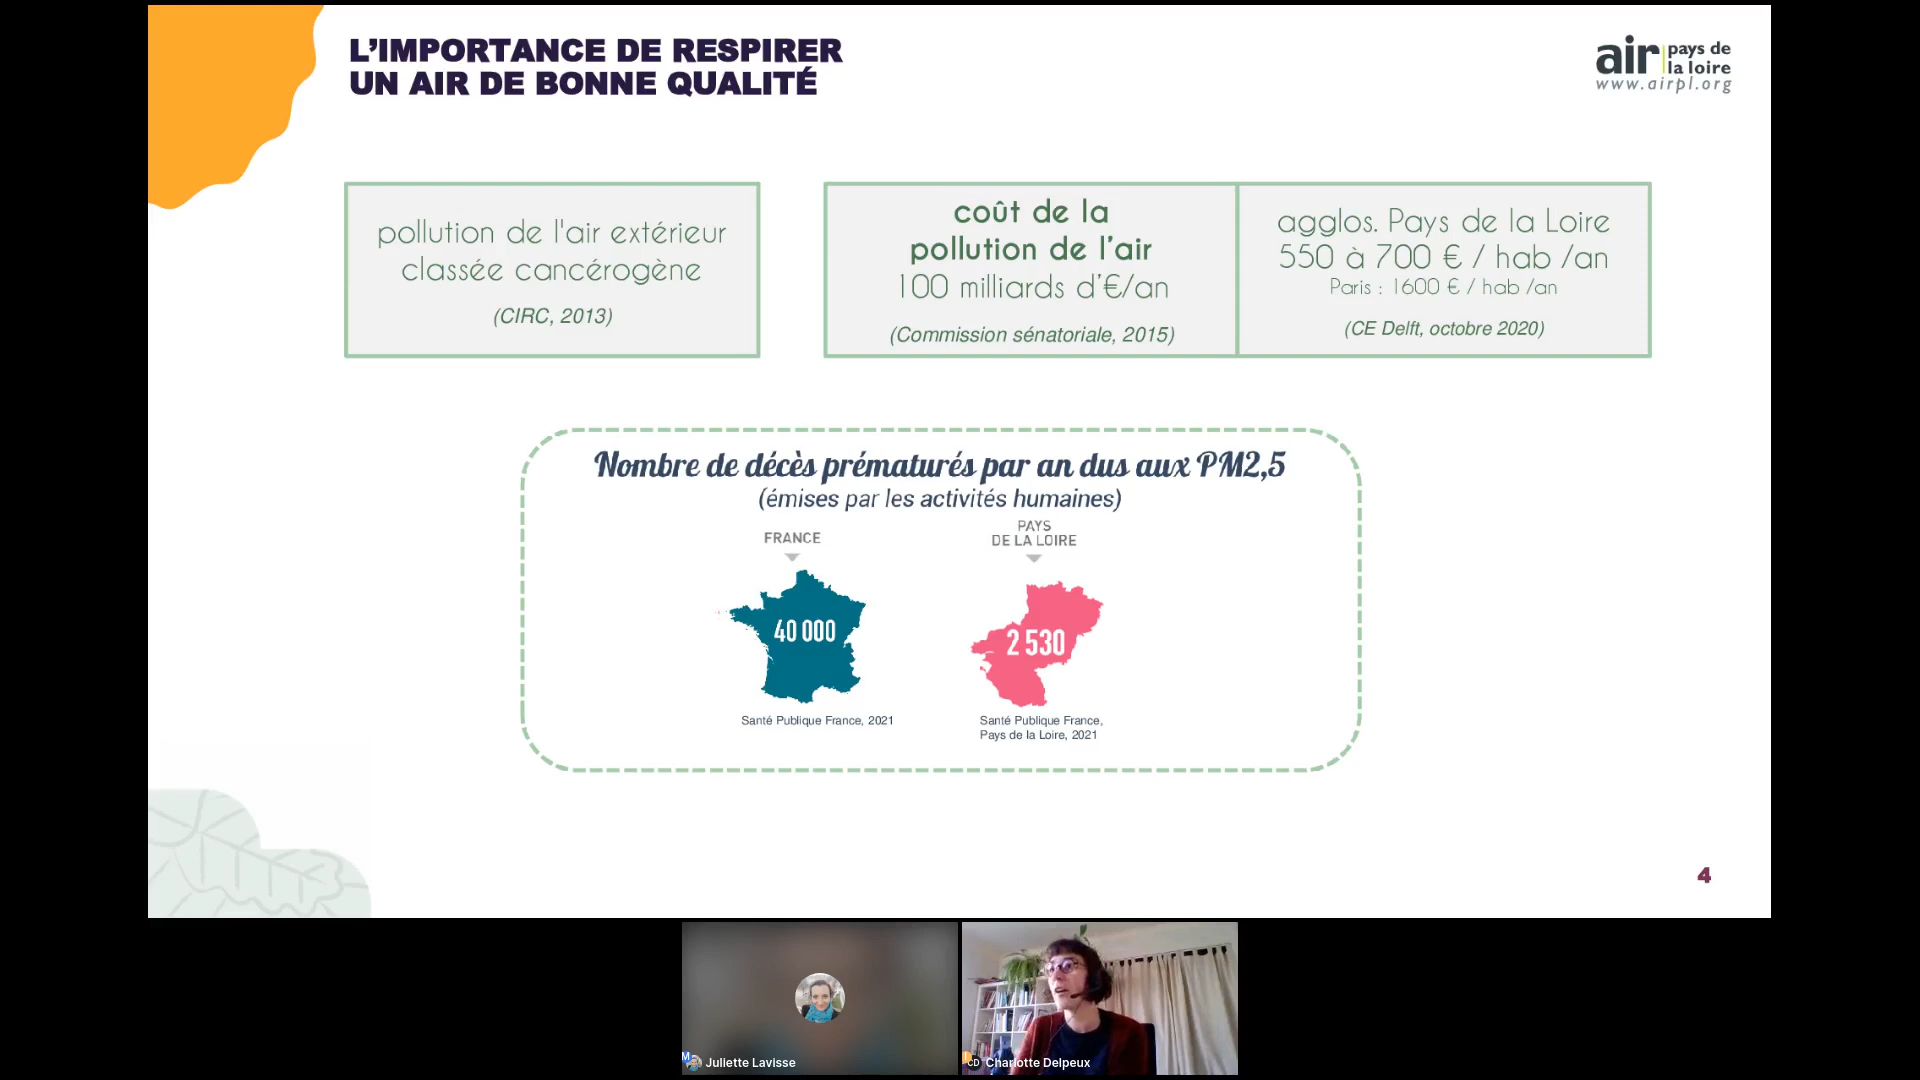 L’IMPORTANCE DE RESPIRER
UN AIR DE BONNE QUALITÉ
air pays de
la loire
www.airpl.org
pollution de l'air extérieur
classée cancérogène
(CIRC, 2013)
coût de la
pollution de l’air
100 milliards d’€/an
(Commission sénatoriale, 2015)
agglos. Pays de la Loire
550 à 700 € / hab /an
Paris : 1600 € / hab /an
(CE Delft, octobre 2020)
Nombre de décès prématurés par an dus aux PM2,5
(émises par les activités humaines)
FRANCE
40 000
Santé Publique France, 2021
PAYS
DE LA LOIRE
2 530
Santé Publique France,
Pays de la Loire, 2021
4
M
Juliette Lavisse
CD
Charlotte Delpeux